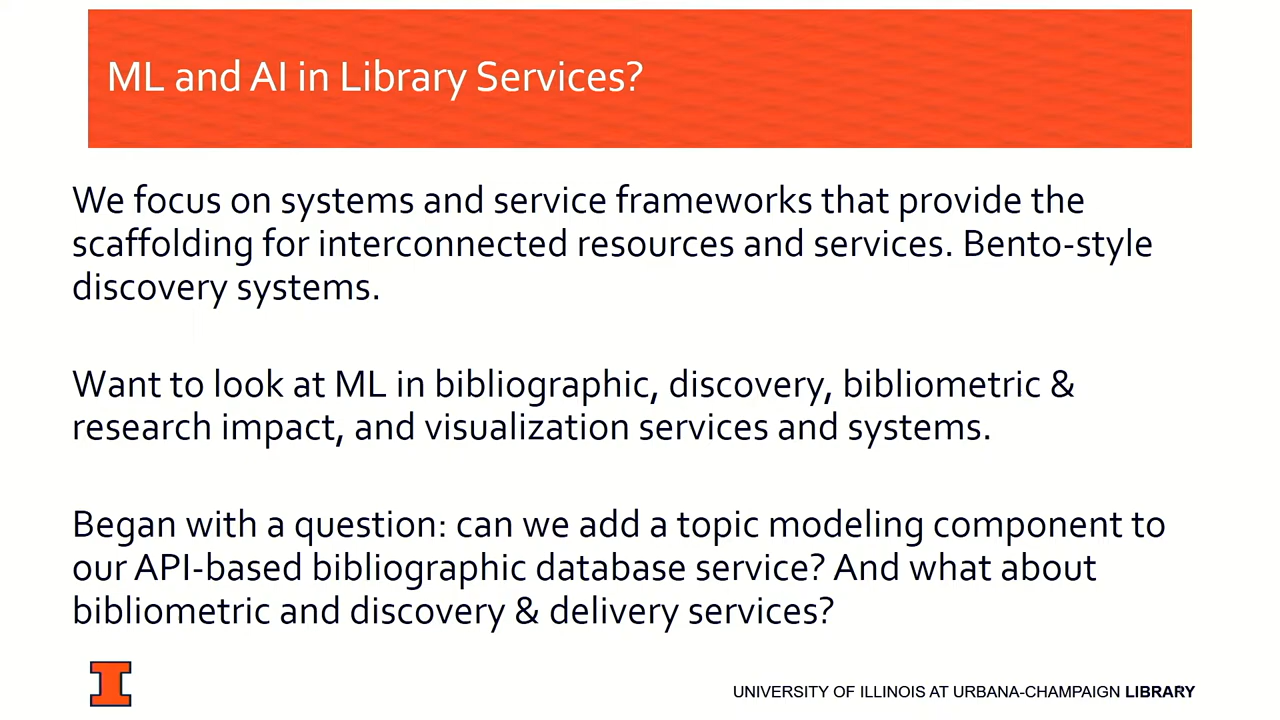 ML and AI in Library Services?
We focus on systems and service frameworks that provide the
scaffolding for interconnected resources and services. Bento-style
discovery systems.
Want to look at ML in bibliographic, discovery, bibliometric &
research impact, and visualization services and systems.
Began with a question: can we add a topic modeling component to
our API-based bibliographic database service? And what about
bibliometric and discovery & delivery services?
I
UNIVERSITY OF ILLINOIS AT URBANA-CHAMPAIGN LIBRARY